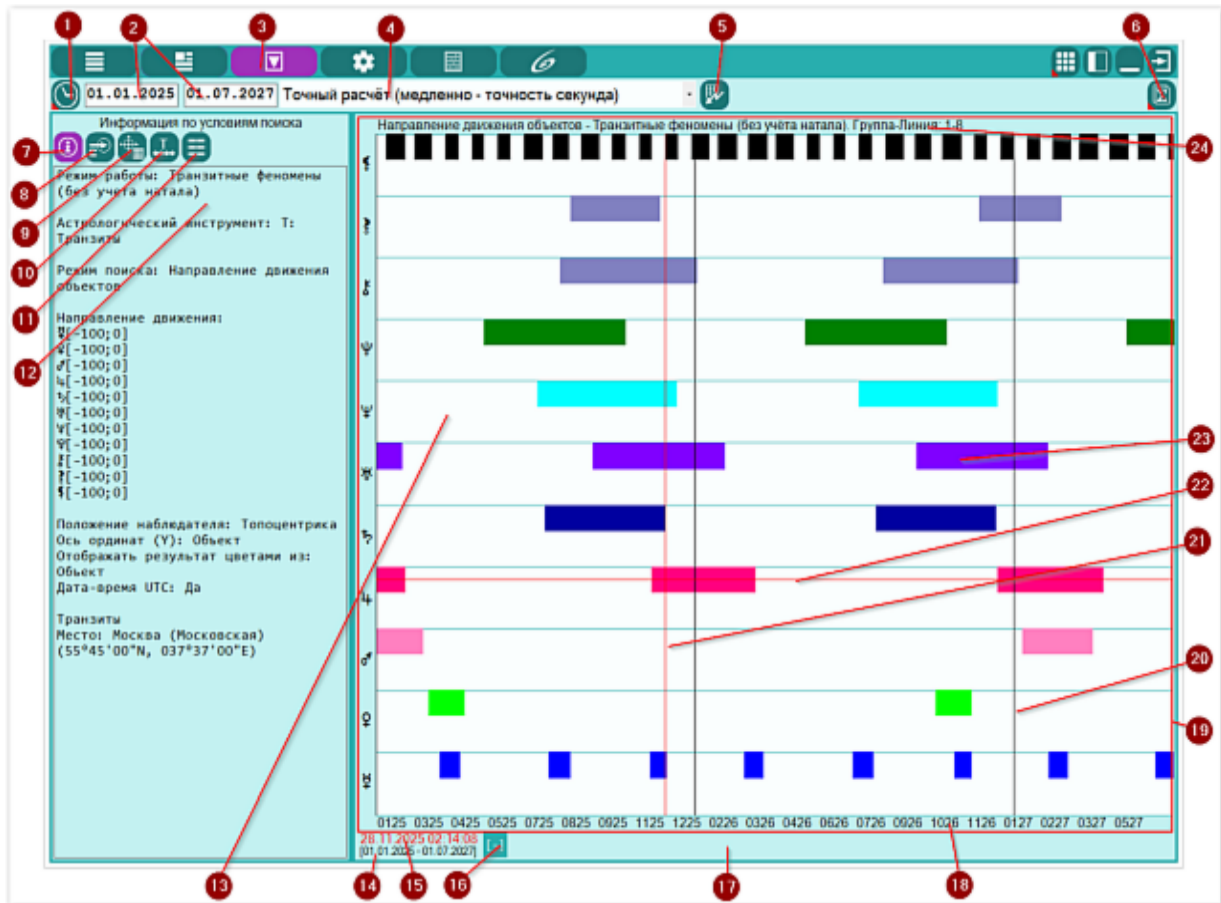 1
2
3
4
5
6
01.01.2025 01.07.2027 Точный расчёт (медленно - точность секунда)
Информация по условиям поиска
7
8
9
10
11
12
Режим работы: Транзитные феномены
(без учета натала)
Астрологический инструмент: Т:
Транзиты
Режим поиска: Направление движения
объектов
Направление движения:
☿[-100;0]
♀[-100;0]
♂[-100;0]
♃[-100;0]
♄[-100;0]
♅[-100;0]
♆[-100;0]
[-100;0]
[-100;0]
[-100;0]
[-100;0]
Положение наблюдателя: Топоцентрика
Ось ординат (Y): Объект
Отображать результат цветами из:
Объект
Дата-время UTC: Да
Транзиты
Место: Москва (Московская)
(55°45'00"N, 037°37'00"E)
Направление движения объектов - Транзитные феномены (без учёта натала). Группа-Линия: 1-8
24
23
22
21
20
19
0125 0325 0425 0525 0725 0825 0925 1125 1225 0226 0326 0426 0626 0726 0926 1026 1126 0127 0227 0327 0527
28.11.2025 02:14:08
[01.01.2025 - 01.07.2027]
[-]
13
14
15
16
17
18